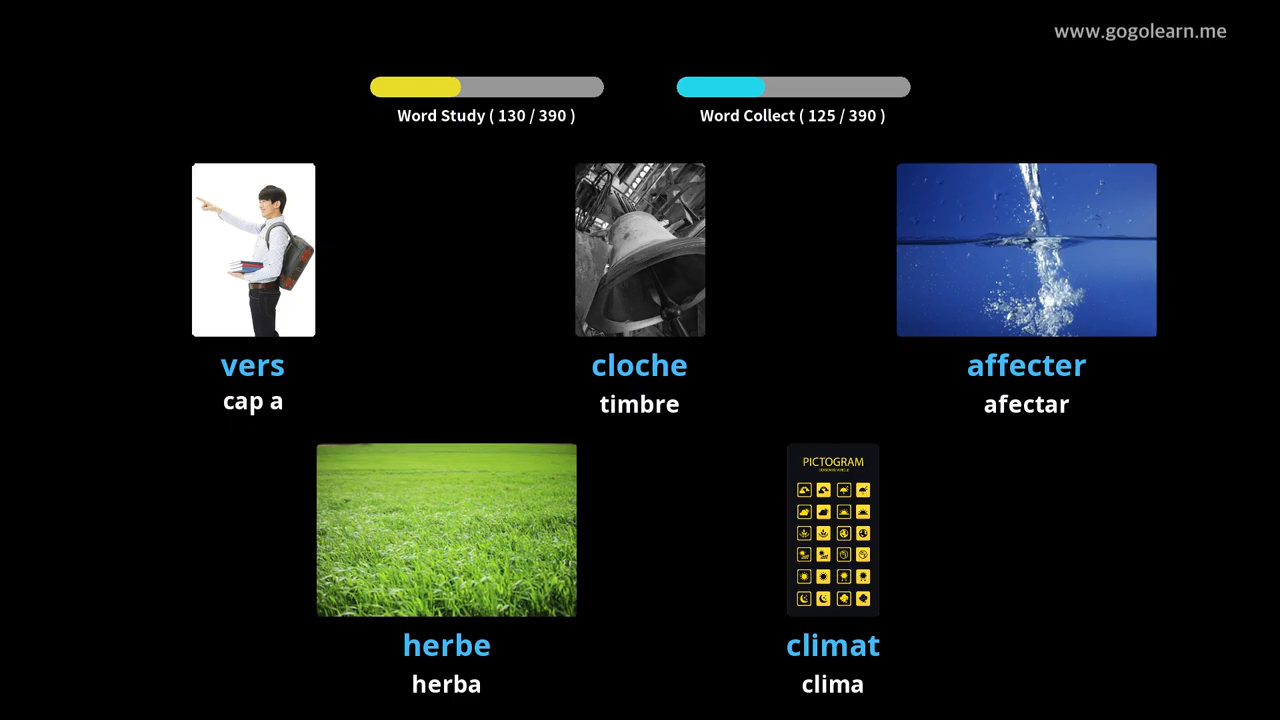 www.gogolearn.me
Word Study ( 130 / 390 )
Word Collect ( 125 / 390 )
vers
cap a
cloche
timbre
affecter
afectar
PICTOGRAM
herbe
herba
climat
clima